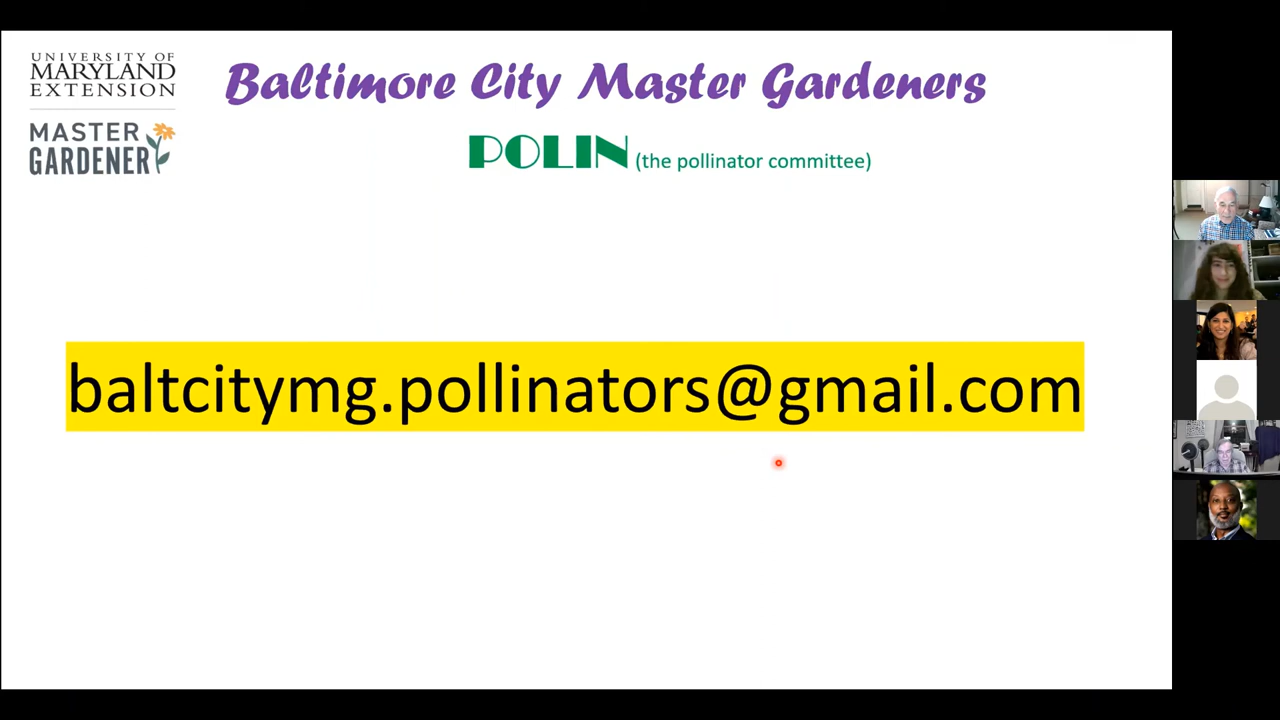 UNIVERSITY OF
MARYLAND
EXTENSION
MASTER
GARDENER
Baltimore City Master Gardeners
POLIN (the pollinator committee)
baltcitymg.pollinators@gmail.com